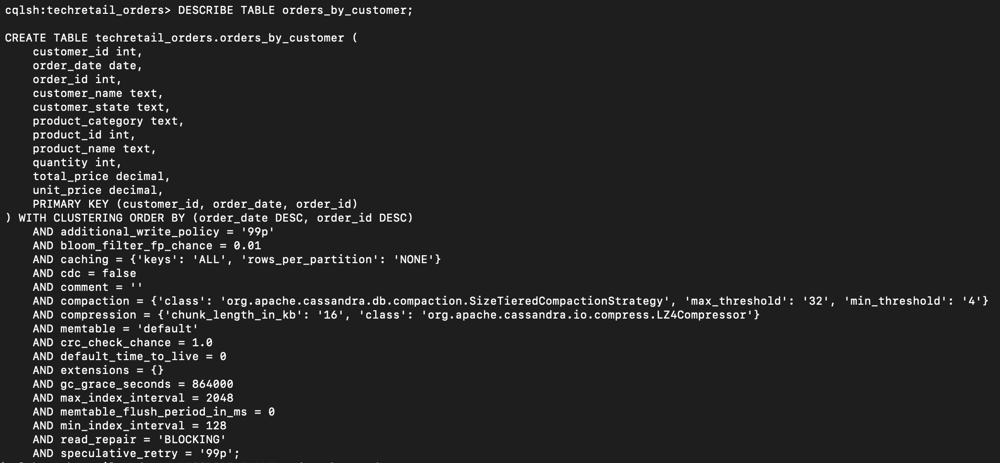 cqlsh:techretail_orders> DESCRIBE TABLE orders_by_customer;
CREATE TABLE techretail_orders.orders_by_customer (
    customer_id int,
    order_date date,
    order_id int,
    customer_name text,
    customer_state text,
    product_category text,
    product_id int,
    product_name text,
    quantity int,
    total_price decimal,
    unit_price decimal,
    PRIMARY KEY (customer_id, order_date, order_id)
) WITH CLUSTERING ORDER BY (order_date DESC, order_id DESC)
    AND additional_write_policy = '99p'
    AND bloom_filter_fp_chance = 0.01
    AND caching = {'keys': 'ALL', 'rows_per_partition': 'NONE'}
    AND cdc = false
    AND comment = ''
    AND compaction = {'class': 'org.apache.cassandra.db.compaction.SizeTieredCompactionStrategy', 'max_threshold': '32', 'min_threshold': '4'}
    AND compression = {'chunk_length_in_kb': '16', 'class': 'org.apache.cassandra.io.compress.LZ4Compressor'}
    AND memtable = 'default'
    AND crc_check_chance = 1.0
    AND default_time_to_live = 0
    AND extensions = {}
    AND gc_grace_seconds = 864000
    AND max_index_interval = 2048
    AND memtable_flush_period_in_ms = 0
    AND min_index_interval = 128
    AND read_repair = 'BLOCKING'
    AND speculative_retry = '99p';